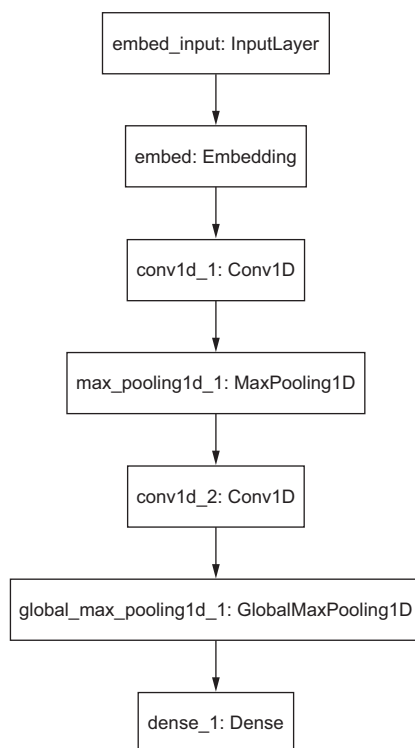 embed_input: InputLayer
embed: Embedding
conv1d_1: Conv1D
max_pooling1d_1: MaxPooling1D
conv1d_2: Conv1D
global_max_pooling1d_1: GlobalMaxPooling1D
dense_1: Dense